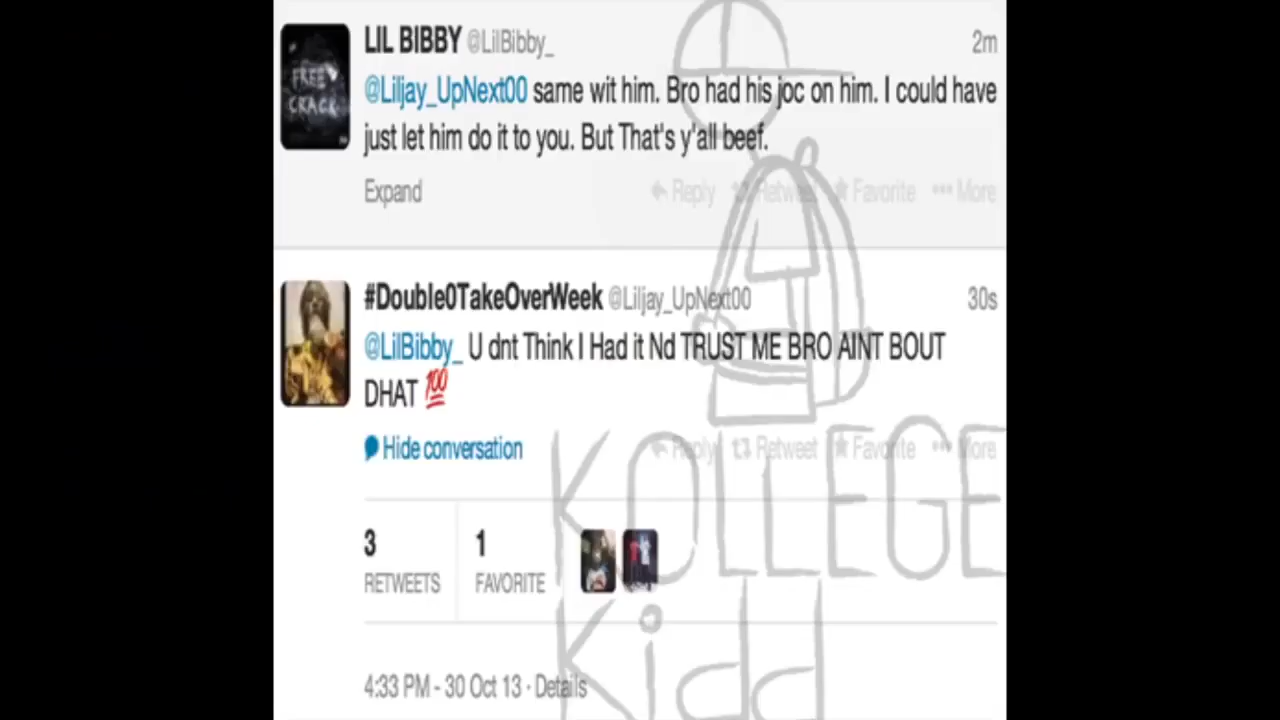 FREE
CRACK
LIL BIBBY @LilBibby_ 2m
@Liljay_UpNext00 same wit him. Bro had his joc on him. I could have
just let him do it to you. But That's y'all beef.
Expand Reply Retweet Favorite More
#Double0TakeOverWeek @Liljay_UpNext00 30s
@LilBibby_ U dnt Think I Had it Nd TRUST ME BRO AINT BOUT
DHAT 💯
Hide conversation Reply Retweet Favorite More
3 1
RETWEETS FAVORITE
4:33 PM - 30 Oct 13 · Details
KOLLEGE
Kidd